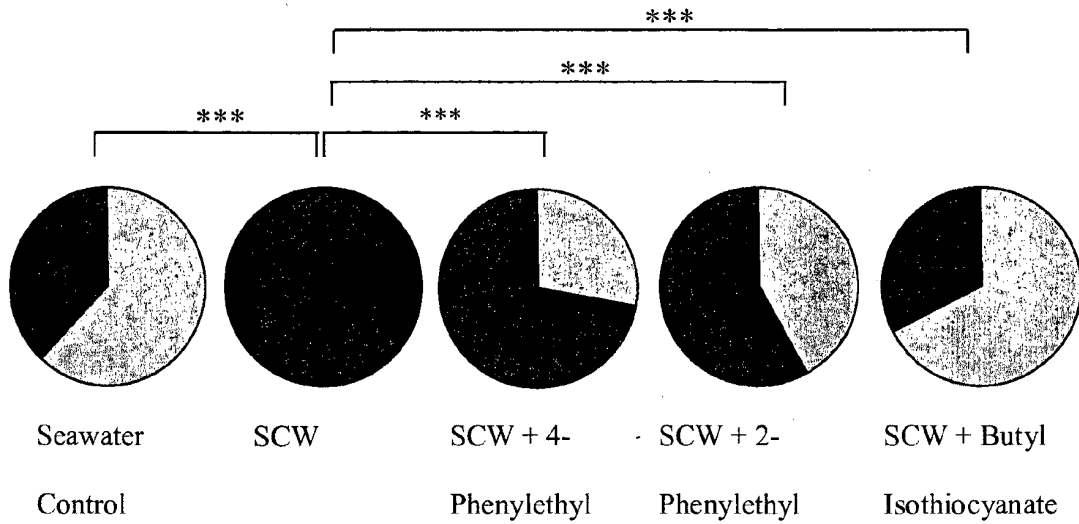 ***
***
*** ***
Seawater SCW SCW + 4- SCW + 2- SCW + Butyl
Control Phenylethyl Phenylethyl Isothiocyanate